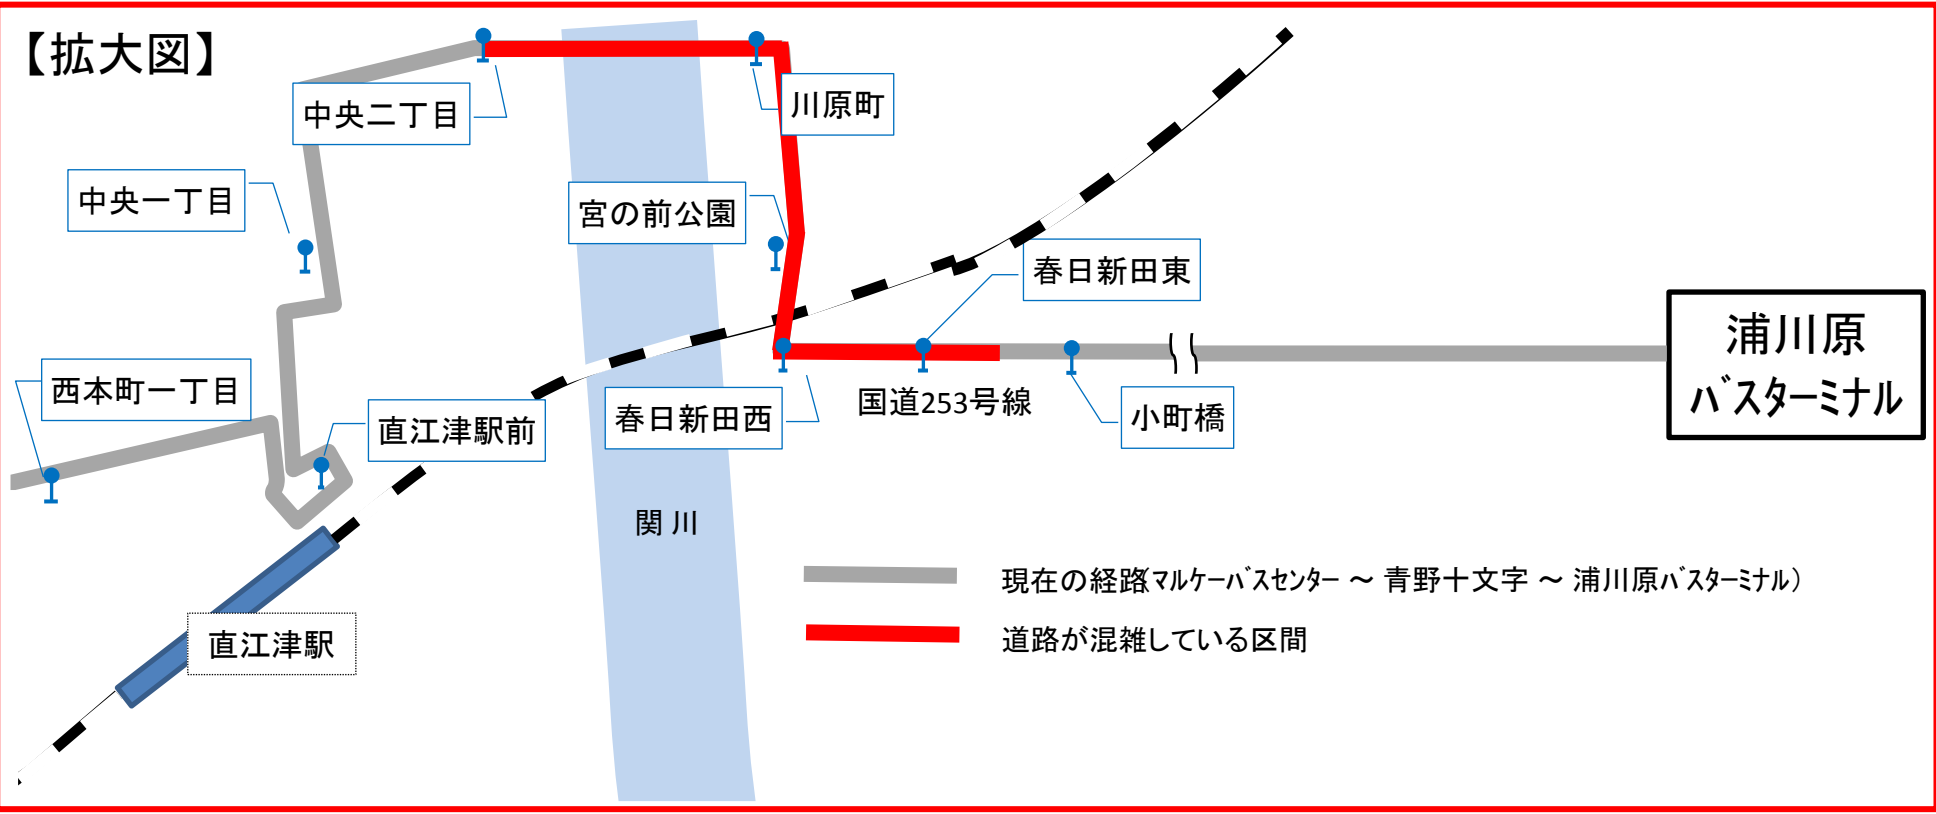 【拡大図】
中央二丁目
川原町
中央一丁目
宮の前公園
春日新田東
浦川原
バスターミナル
西本町一丁目
直江津駅前
春日新田西
国道253号線
小町橋
関川
現在の経路(マルケーバスセンター ～ 青野十文字 ～ 浦川原バスターミナル)
直江津駅
道路が混雑している区間